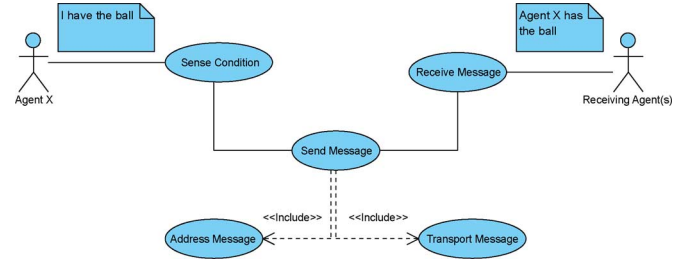 I have the ball
Agent X has
the ball
Sense Condition
Receive Message
Agent X
Receiving Agent(s)
Send Message
<<Include>>
<<Include>>
Address Message
Transport Message